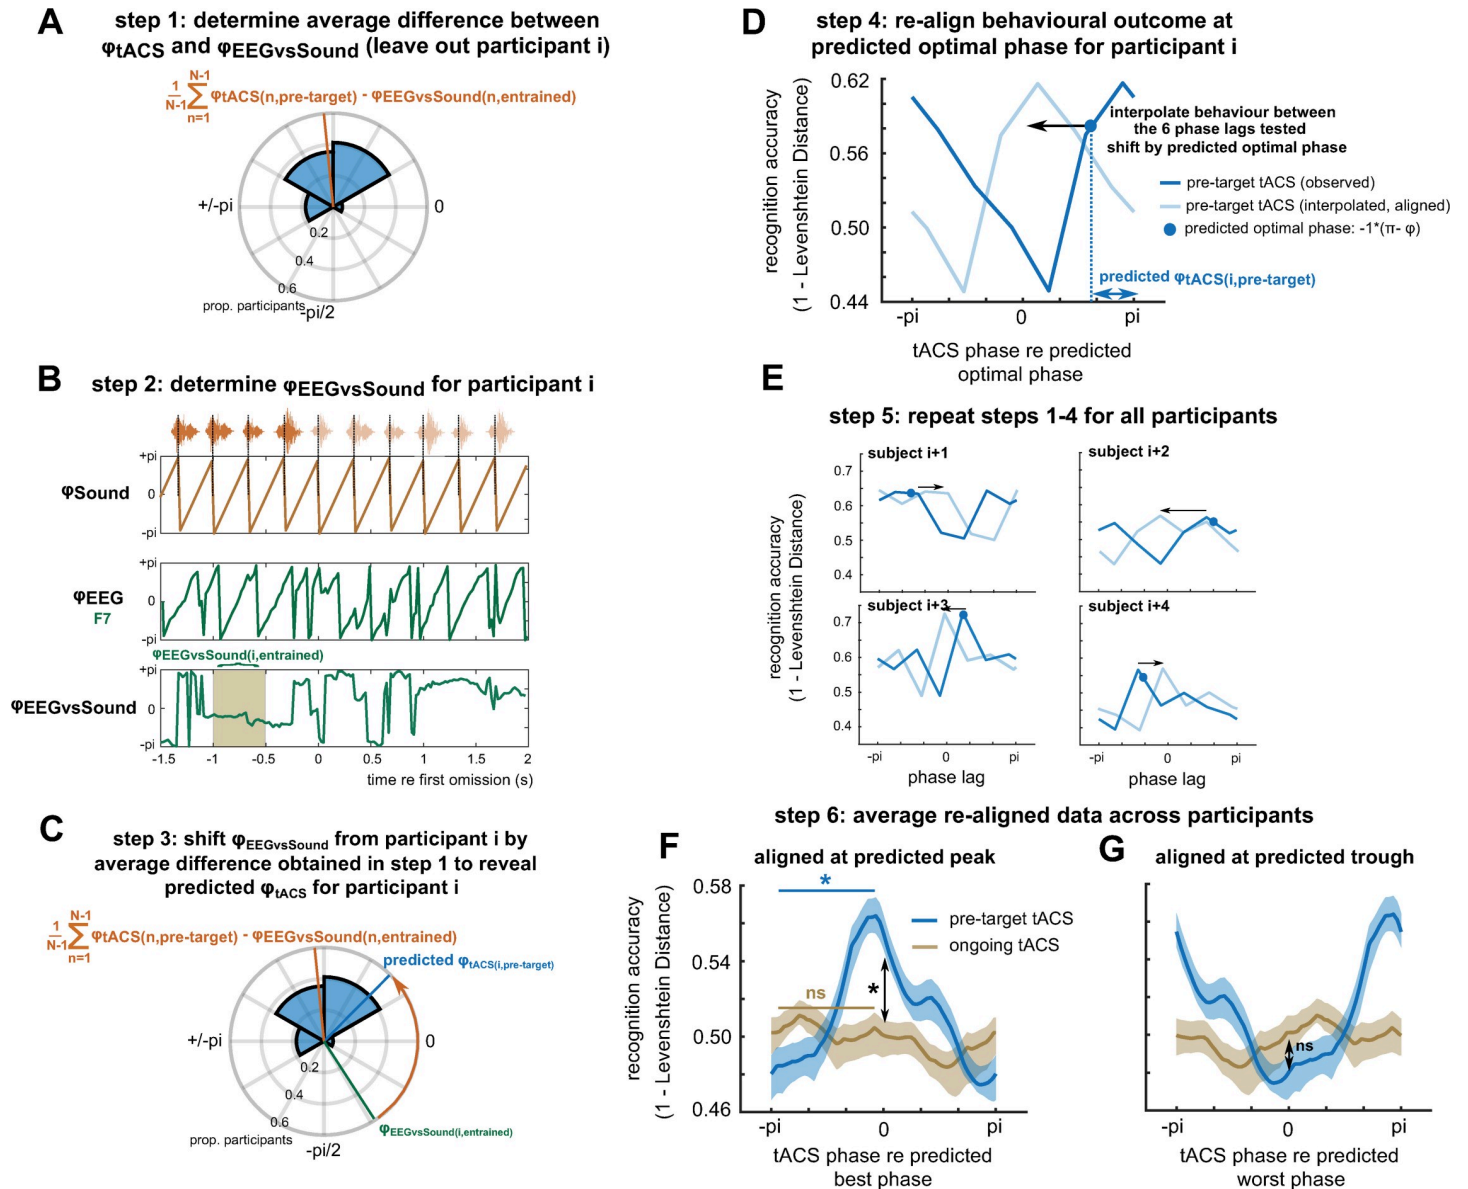 A
step 1: determine average difference between
φtACS and φEEGvsSound (leave out participant i)
1/N-1 N-1 Σ n=1 φtACS(n,pre-target) - φEEGvsSound(n,entrained)
+/-pi
0
0.2
0.4
0.6
prop. participants
-pi/2
B
step 2: determine φEEGvsSound for participant i
φSound
+pi
0
-pi
φEEG
F7
+pi
0
-pi
φEEGvsSound(i,entrained)
φEEGvsSound
+pi
0
-pi
-1.5 -1 -0.5 0 0.5 1 1.5 2
time re first omission (s)
C
step 3: shift φEEGvsSound from participant i by
average difference obtained in step 1 to reveal
predicted φtACS for participant i
1/N-1 N-1 Σ n=1 φtACS(n,pre-target) - φEEGvsSound(n,entrained)
predicted φtACS(i,pre-target)
+/-pi
0
0.2
0.4
0.6
prop. participants
-pi/2
φEEGvsSound(i,entrained)
D
step 4: re-align behavioural outcome at
predicted optimal phase for participant i
recognition accuracy
(1 - Levenshtein Distance)
0.62
0.56
0.50
0.44
interpolate behaviour between
the 6 phase lags tested
shift by predicted optimal phase
pre-target tACS (observed)
pre-target tACS (interpolated, aligned)
predicted optimal phase: -1*(π- φ)
predicted φtACS(i,pre-target)
-pi 0 pi
tACS phase re predicted
optimal phase
E
step 5: repeat steps 1-4 for all participants
recognition accuracy
(1 - Levenshtein Distance)
subject i+1
0.7
0.6
0.5
0.4
subject i+2
subject i+3
0.7
0.6
0.5
0.4
-pi 0 pi
phase lag
subject i+4
-pi 0 pi
phase lag
step 6: average re-aligned data across participants
F
aligned at predicted peak
recognition accuracy
(1 - Levenshtein Distance)
0.58
0.54
0.50
0.46
*
ns
*
pre-target tACS
ongoing tACS
-pi 0 pi
tACS phase re predicted
best phase
G
aligned at predicted trough
ns
-pi 0 pi
tACS phase re predicted
worst phase